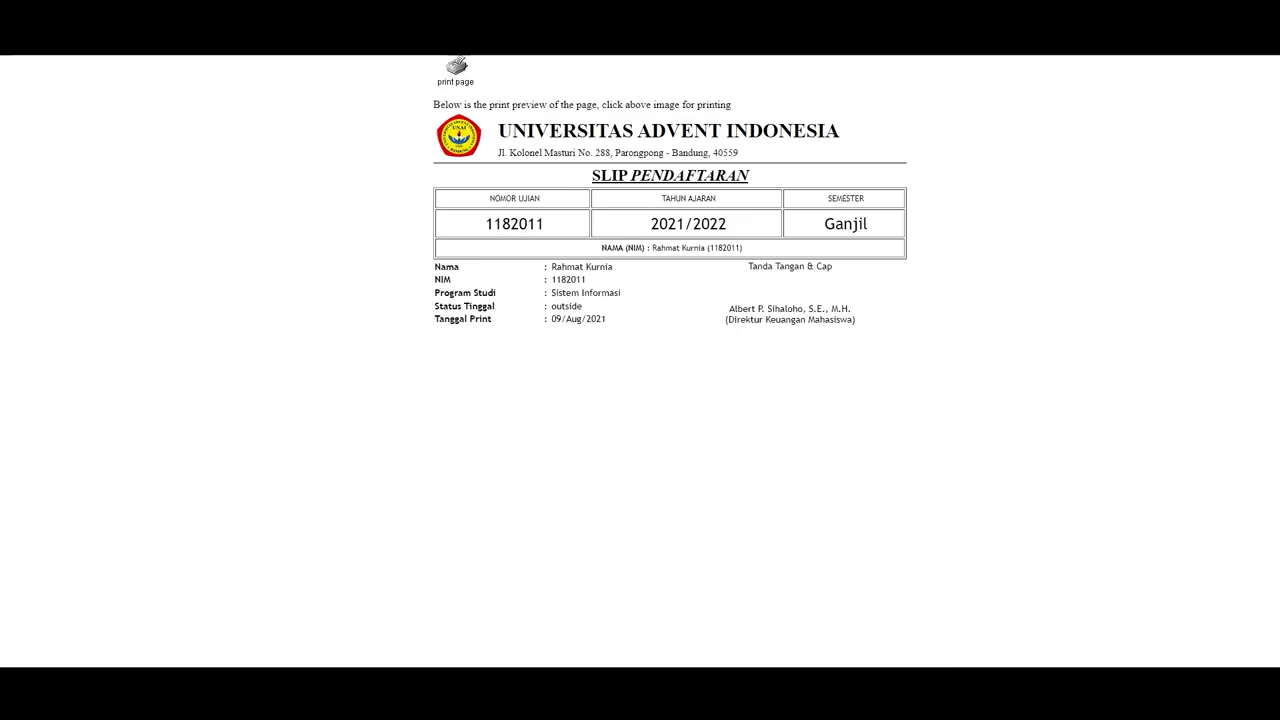 print page
Below is the print preview of the page, click above image for printing
UNAI
BANDUNG
UNIVERSITAS ADVENT INDONESIA
Jl. Kolonel Masturi No. 288, Parongpong - Bandung, 40559
SLIP PENDAFTARAN
NOMOR UJIAN TAHUN AJARAN SEMESTER
1182011 2021/2022 Ganjil
NAMA (NIM) : Rahmat Kurnia (1182011)
Nama : Rahmat Kurnia Tanda Tangan & Cap
NIM : 1182011
Program Studi : Sistem Informasi
Status Tinggal : outside Albert P. Sihaloho, S.E., M.H.
Tanggal Print : 09/Aug/2021 (Direktur Keuangan Mahasiswa)